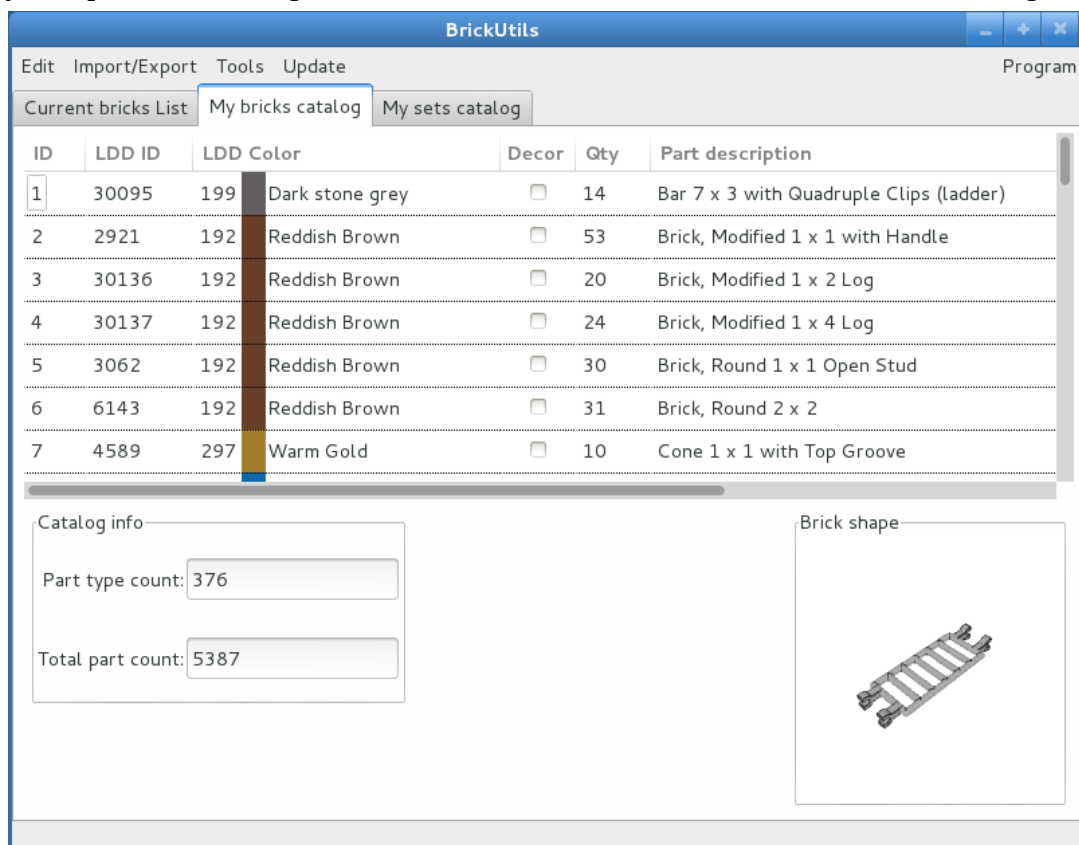 BrickUtils
Edit Import/Export Tools Update Program
Current bricks List My bricks catalog My sets catalog
ID LDD ID LDD Color Decor Qty Part description
1 30095 199 Dark stone grey 14 Bar 7 x 3 with Quadruple Clips (ladder)
2 2921 192 Reddish Brown 53 Brick, Modified 1 x 1 with Handle
3 30136 192 Reddish Brown 20 Brick, Modified 1 x 2 Log
4 30137 192 Reddish Brown 24 Brick, Modified 1 x 4 Log
5 3062 192 Reddish Brown 30 Brick, Round 1 x 1 Open Stud
6 6143 192 Reddish Brown 31 Brick, Round 2 x 2
7 4589 297 Warm Gold 10 Cone 1 x 1 with Top Groove
Catalog info Brick shape
Part type count: 376
Total part count: 5387